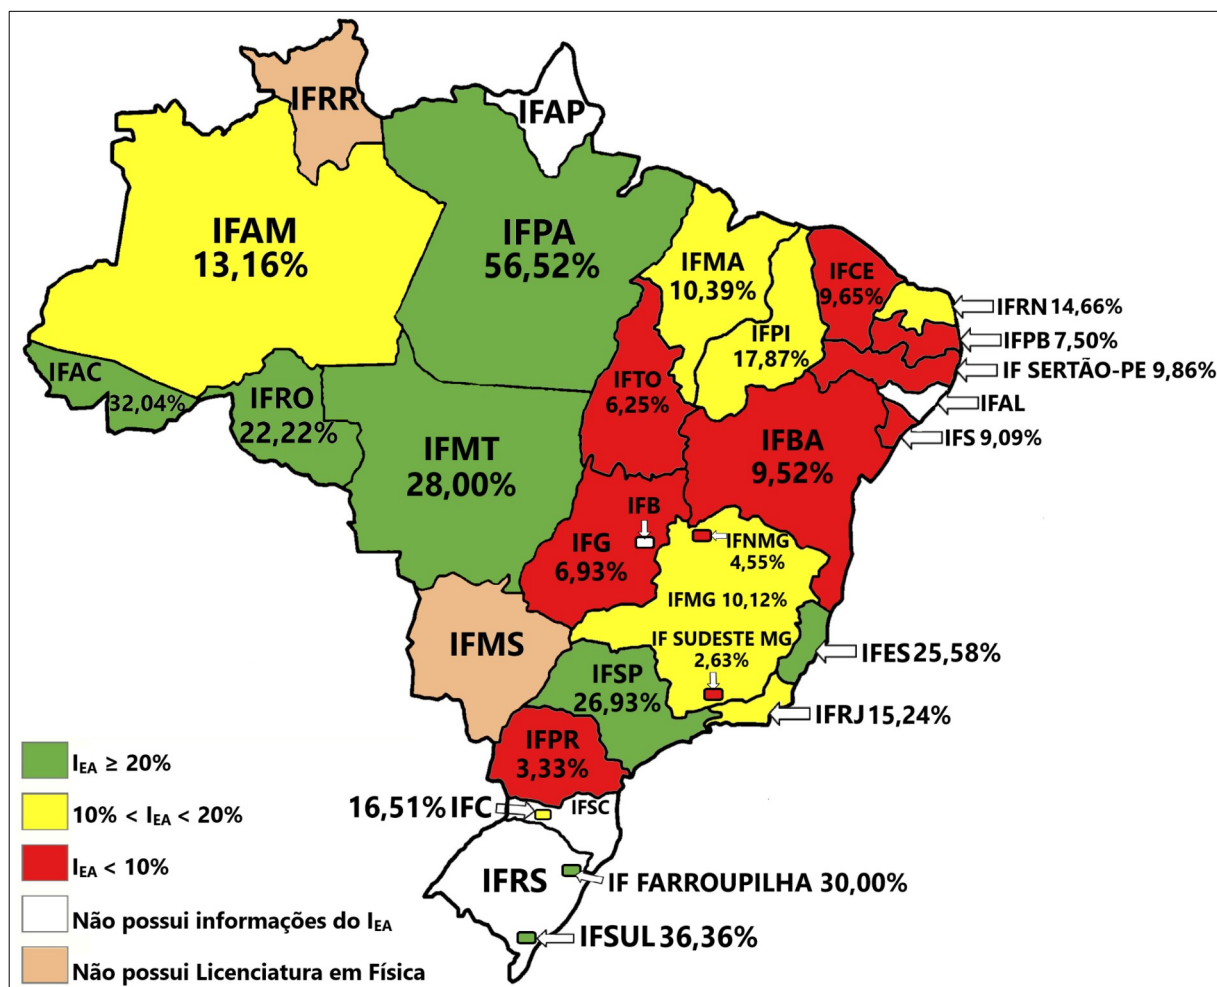 IFRR
IFAP
IFAM
13,16%
IFPA
56,52%
IFMA
10,39%
IFCE
9,65%
IFRN 14,66%
IFPI
17,87%
IFPB 7,50%
IF SERTÃO-PE 9,86%
IFAC
32,04%
IFRO
22,22%
IFTO
6,25%
IFAL
IFS 9,09%
IFMT
28,00%
IFBA
9,52%
IFB
IFG
6,93%
IFNMG
4,55%
IFMG 10,12%
IF SUDESTE MG
2,63%
IFES 25,58%
IFMS
IFSP
26,93%
IFRJ 15,24%
IFPR
3,33%
16,51% IFC
IFSC
IFRS
IF FARROUPILHA 30,00%
IFSUL 36,36%
IEA ≥ 20%
10% < IEA < 20%
IEA < 10%
Não possui informações do IEA
Não possui Licenciatura em Física